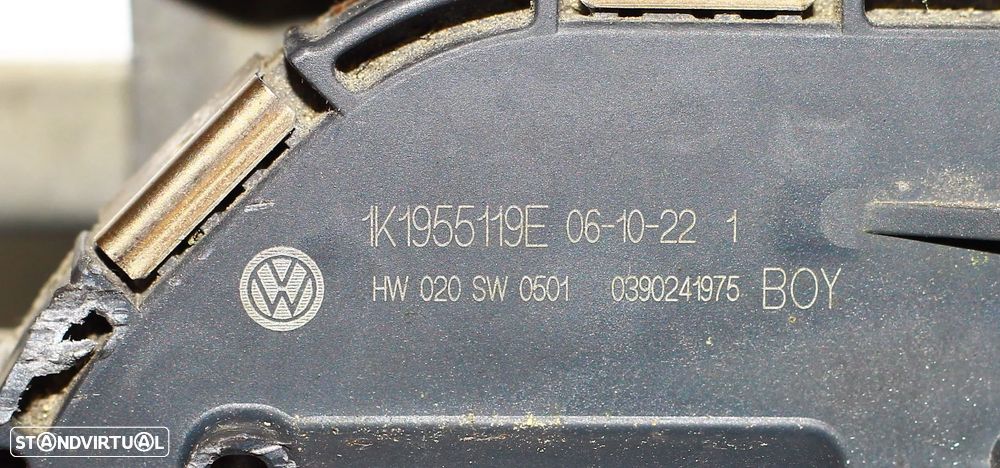 1K1955119E 06-10-22 1
HW 020 SW 0501 0390241975 BOY
STANDVIRTUAL